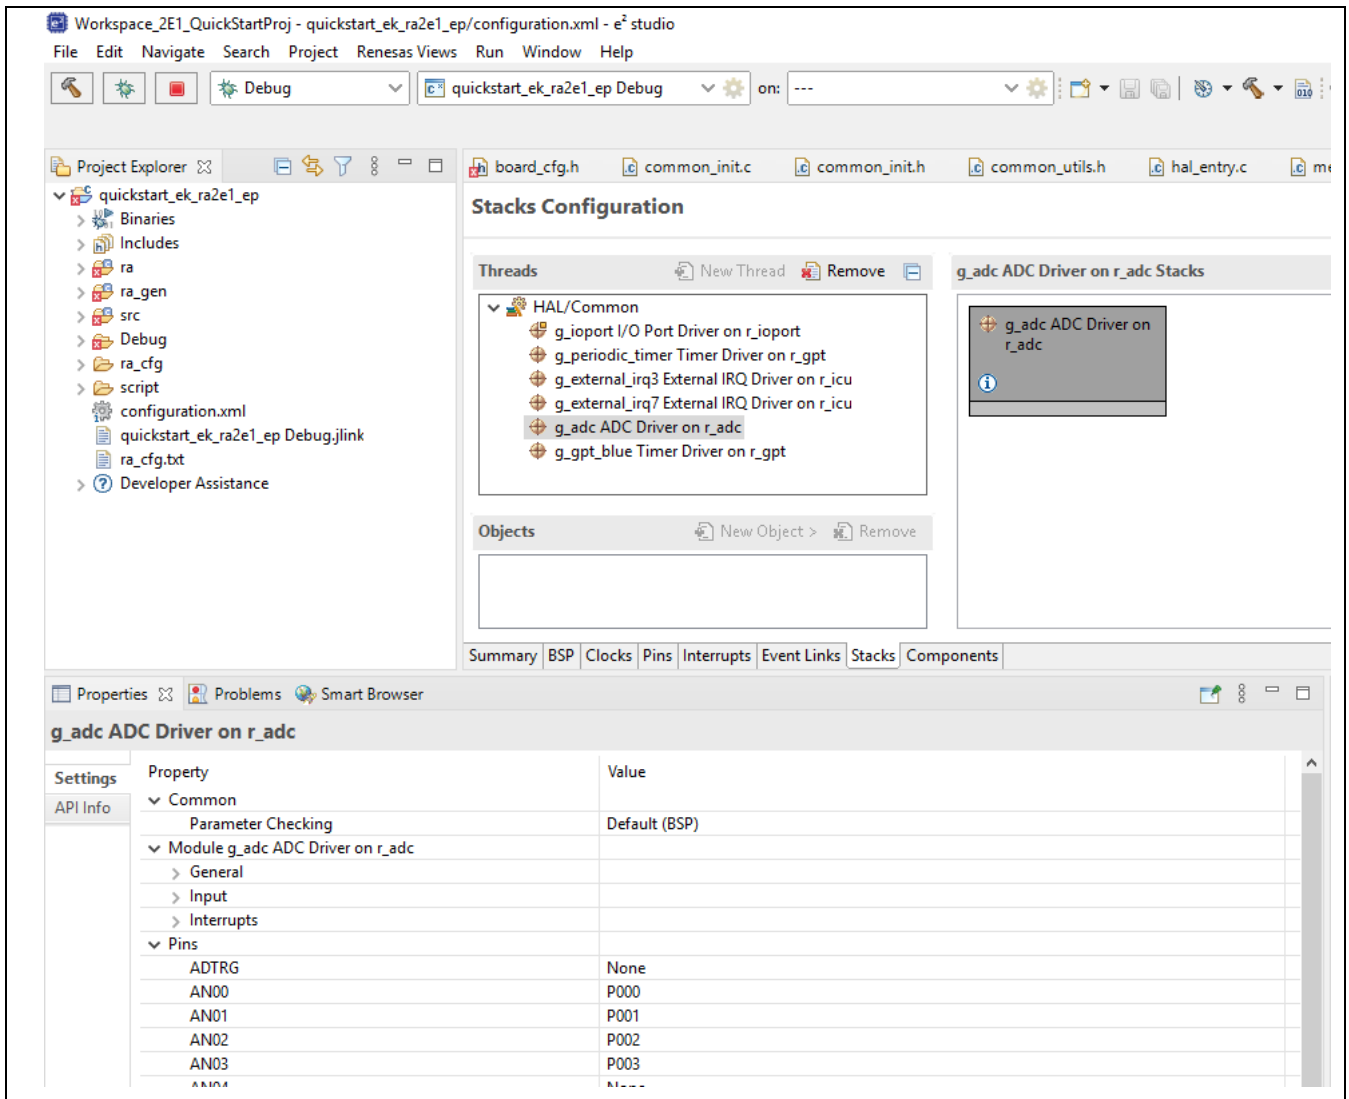 Workspace_2E1_QuickStartProj - quickstart_ek_ra2e1_ep/configuration.xml - e² studio
File Edit Navigate Search Project Renesas Views Run Window Help
Debug quickstart_ek_ra2e1_ep Debug on: ---
Project Explorer
quickstart_ek_ra2e1_ep
Binaries
Includes
ra
ra_gen
src
Debug
ra_cfg
script
configuration.xml
quickstart_ek_ra2e1_ep Debug.jlink
ra_cfg.txt
Developer Assistance
board_cfg.h common_init.c common_init.h common_utils.h hal_entry.c me
Stacks Configuration
Threads New Thread Remove
HAL/Common
g_ioport I/O Port Driver on r_ioport
g_periodic_timer Timer Driver on r_gpt
g_external_irq3 External IRQ Driver on r_icu
g_external_irq7 External IRQ Driver on r_icu
g_adc ADC Driver on r_adc
g_gpt_blue Timer Driver on r_gpt
Objects New Object > Remove
g_adc ADC Driver on r_adc Stacks
g_adc ADC Driver on
r_adc
Summary BSP Clocks Pins Interrupts Event Links Stacks Components
Properties Problems Smart Browser
g_adc ADC Driver on r_adc
Settings
API Info
Property Value
Common
Parameter Checking Default (BSP)
Module g_adc ADC Driver on r_adc
General
Input
Interrupts
Pins
ADTRG None
AN00 P000
AN01 P001
AN02 P002
AN03 P003